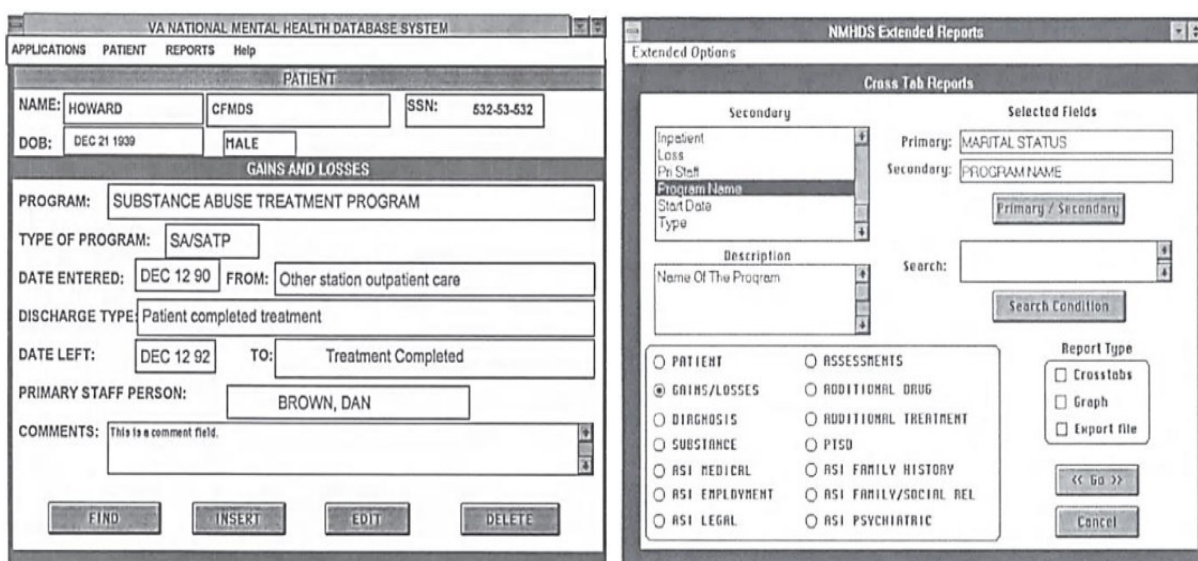 VA NATIONAL MENTAL HEALTH DATABASE SYSTEM
APPLICATIONS PATIENT REPORTS Help
PATIENT
NAME: HOWARD CFMDS SSN: 532-53-532
DOB: DEC 21 1939 MALE
GAINS AND LOSSES
PROGRAM: SUBSTANCE ABUSE TREATMENT PROGRAM
TYPE OF PROGRAM: SA/SATP
DATE ENTERED: DEC 12 90 FROM: Other station outpatient care
DISCHARGE TYPE: Patient completed treatment
DATE LEFT: DEC 12 92 TO: Treatment Completed
PRIMARY STAFF PERSON: BROWN, DAN
COMMENTS: This is a comment field.
FIND INSERT EDIT DELETE
NMHDS Extended Reports
Extended Options
Cross Tab Reports
Secondary
Inpatient
Loss
Pri Staff
Program Name
Start Date
Type
Selected Fields
Primary: MARITAL STATUS
Secondary: PROGRAM NAME
Primary / Secondary
Description
Name Of The Program
Search:
Search Condition
PATIENT ASSESSMENTS
GAINS/LOSSES ADDITIONAL DRUG
DIAGNOSIS ADDITIONAL TREATMENT
SUBSTANCE PTSD
ASI MEDICAL ASI FAMILY HISTORY
ASI EMPLOYMENT ASI FAMILY/SOCIAL REL
ASI LEGAL ASI PSYCHIATRIC
Report Type
Crosstabs
Graph
Export file
<< Go >>
Cancel